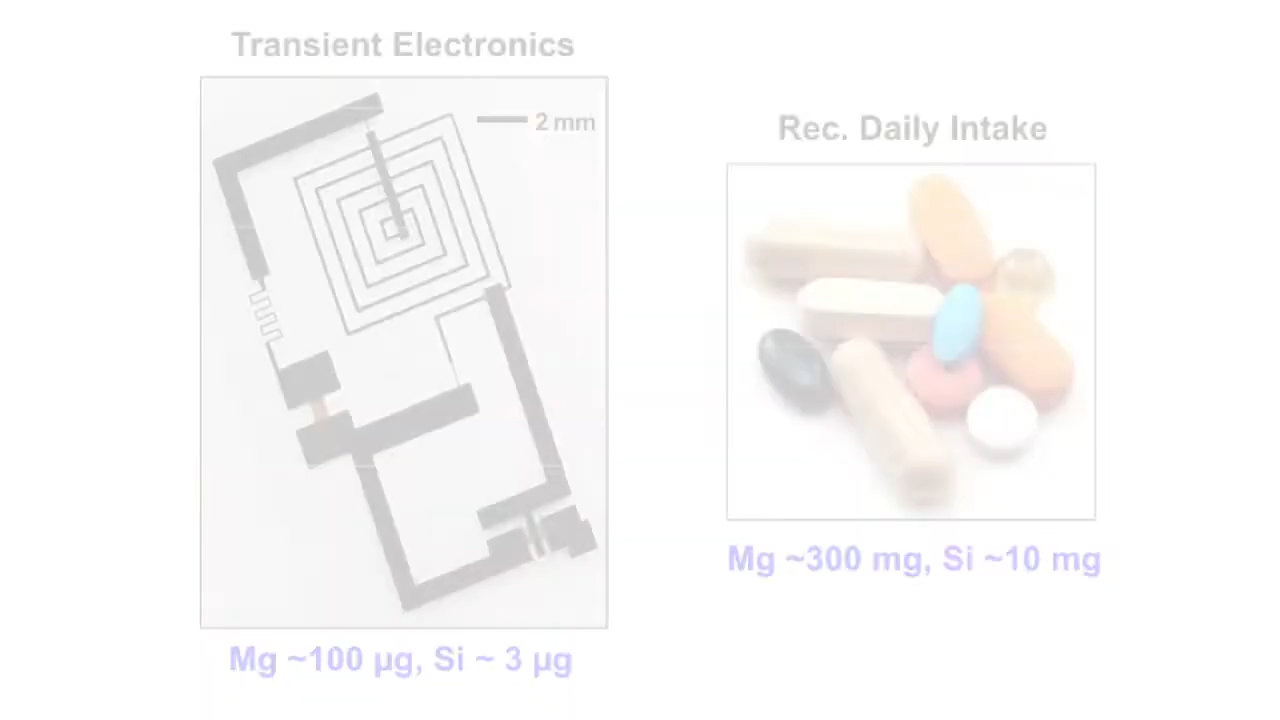 Transient Electronics
2 mm
Rec. Daily Intake
Mg ~300 mg, Si ~10 mg
Mg ~100 µg, Si ~ 3 µg